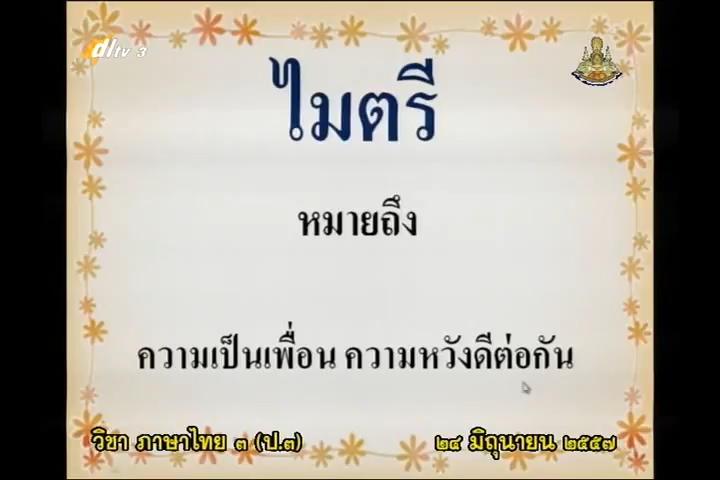 dltv 3
ไมตรี
หมายถึง
ความเป็นเพื่อน ความหวังดีต่อกัน
วิชา ภาษาไทย ๓ (ป.๓)
๒๔ มิถุนายน ๒๕๕๗